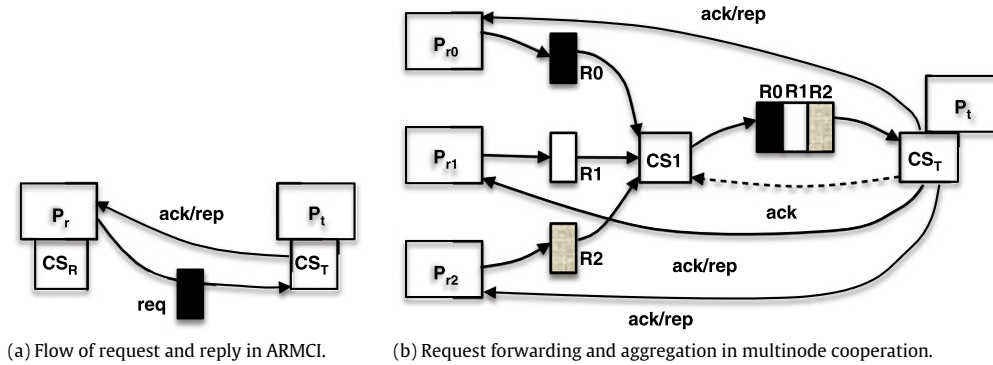 P_r
CS_R
req
ack/rep
P_t
CS_T
(a) Flow of request and reply in ARMCI.
P_r0
R0
P_r1
R1
P_r2
R2
CS1
R0 R1 R2
ack/rep
P_t
CS_T
ack
ack/rep
ack/rep
(b) Request forwarding and aggregation in multinode cooperation.